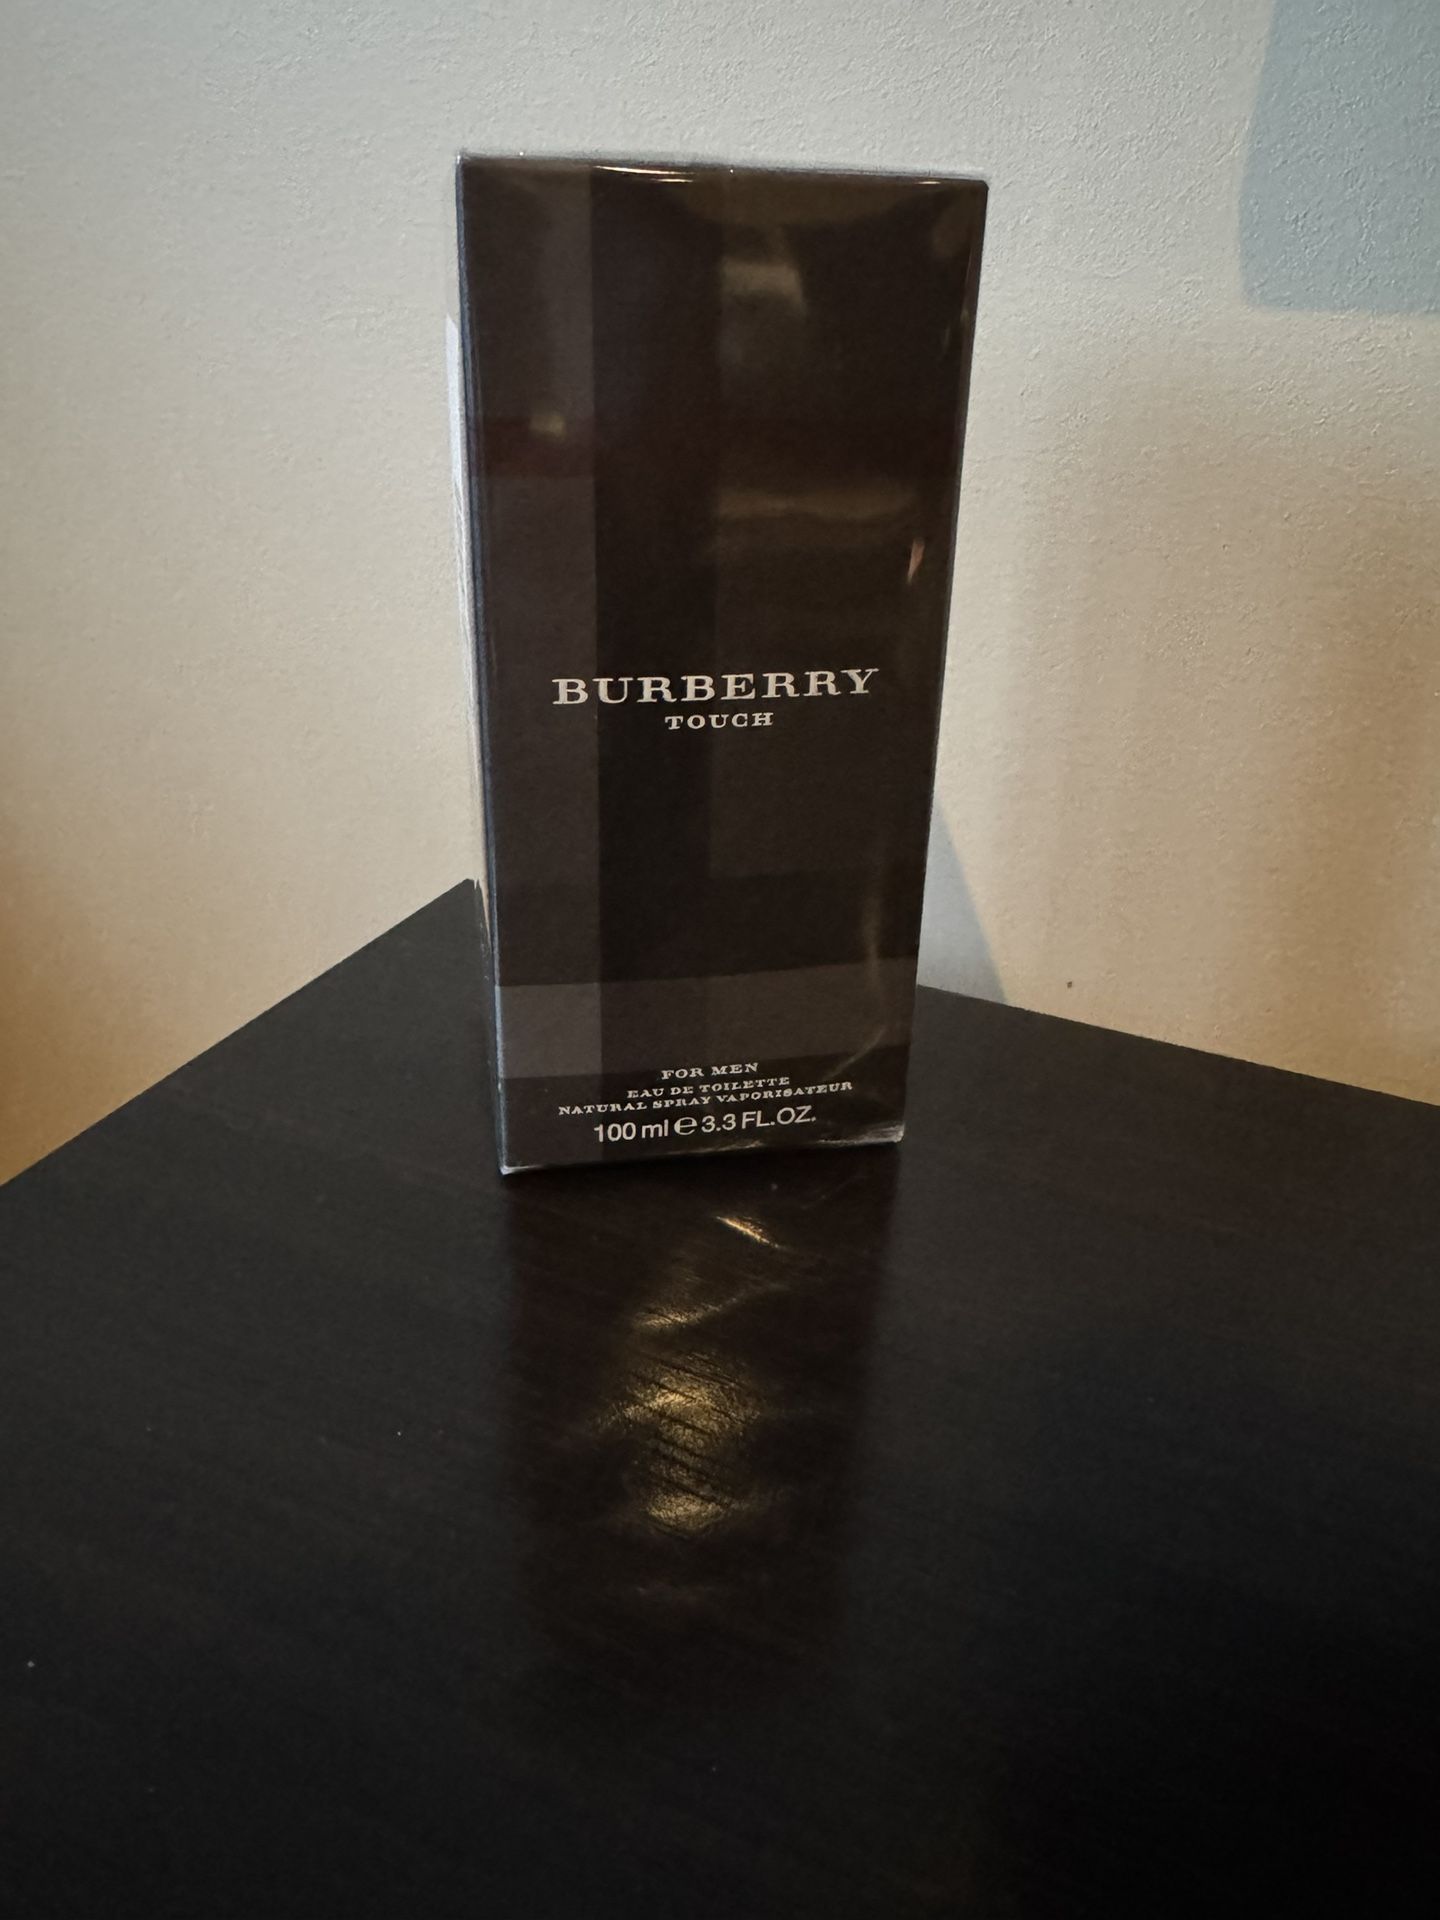 BURBERRY
TOUCH
FOR MEN
EAU DE TOILETTE
NATURAL SPRAY VAPORISATEUR
100 ml ℮ 3.3 FL.OZ.